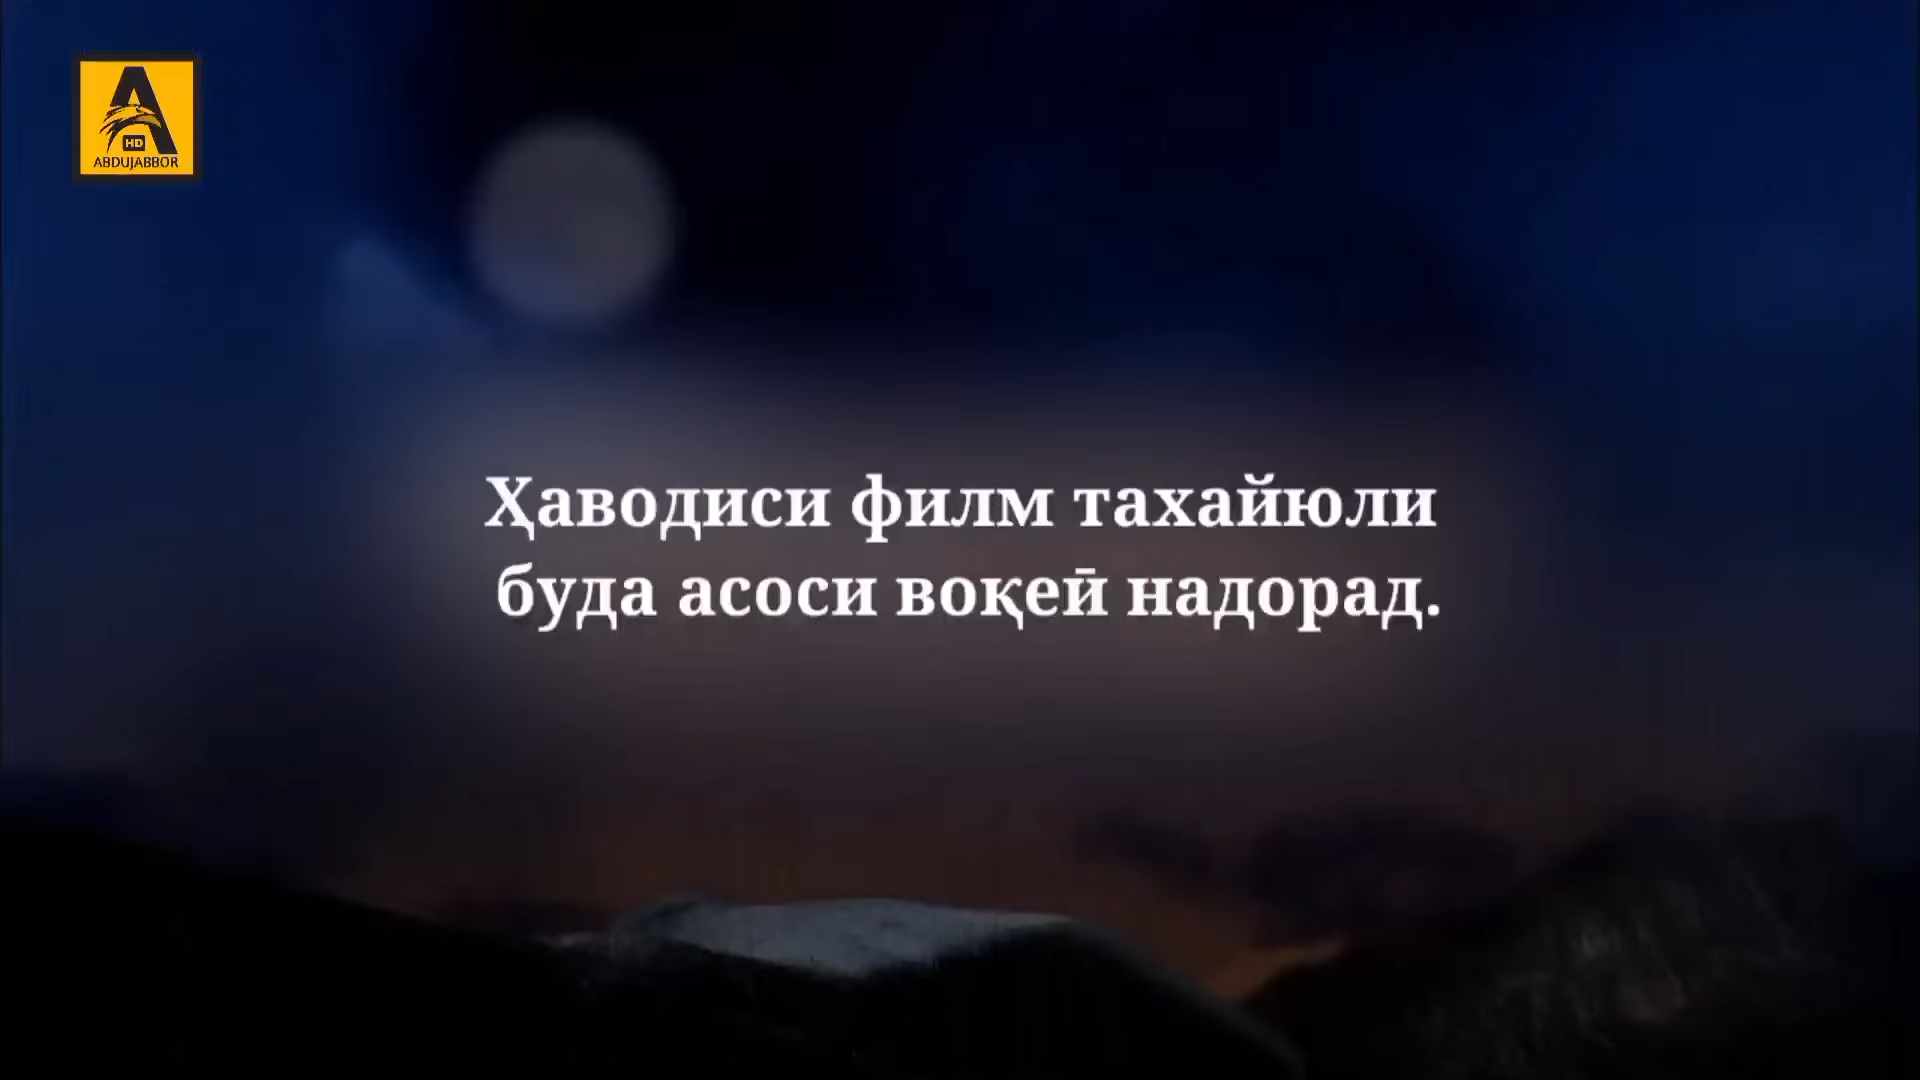 A
HD
ABDUJABBOR
Ҳаводиси филм тахайюли
буда асоси воқеӣ надорад.